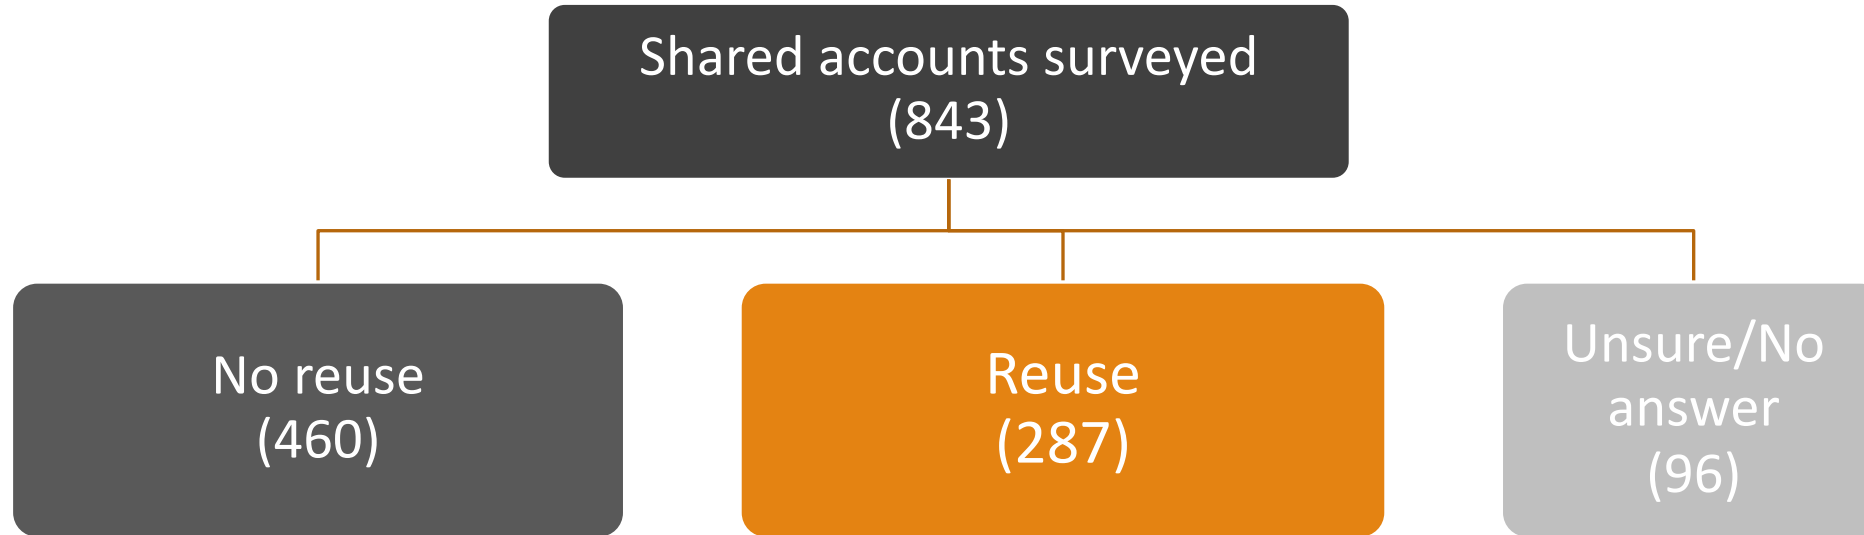 Shared accounts surveyed
(843)
No reuse
(460)
Reuse
(287)
Unsure/No
answer
(96)